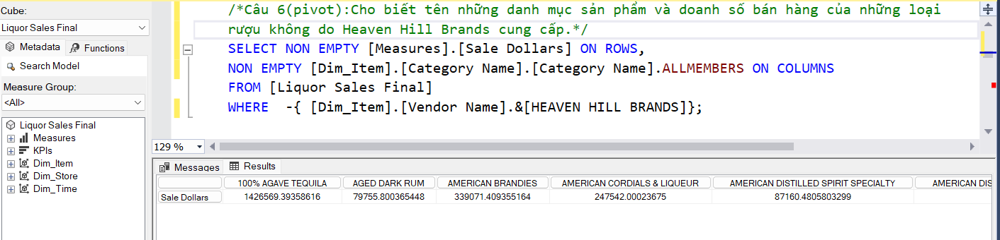 Cube:
Liquor Sales Final
Metadata Functions
Search Model
Measure Group:
<All>
Liquor Sales Final
Measures
KPIs
Dim_Item
Dim_Store
Dim_Time
/*Câu 6(pivot):Cho biết tên những danh mục sản phẩm và doanh số bán hàng của những loại
rượu không do Heaven Hill Brands cung cấp.*/
SELECT NON EMPTY [Measures].[Sale Dollars] ON ROWS,
NON EMPTY [Dim_Item].[Category Name].[Category Name].ALLMEMBERS ON COLUMNS
FROM [Liquor Sales Final]
WHERE  -{ [Dim_Item].[Vendor Name].&[HEAVEN HILL BRANDS]};
129 %
Messages Results
100% AGAVE TEQUILA AGED DARK RUM AMERICAN BRANDIES AMERICAN CORDIALS & LIQUEUR AMERICAN DISTILLED SPIRIT SPECIALTY AMERICAN DIS
Sale Dollars 1426569.39358616 79755.800365448 339071.409355164 247542.00023675 87160.4805803299